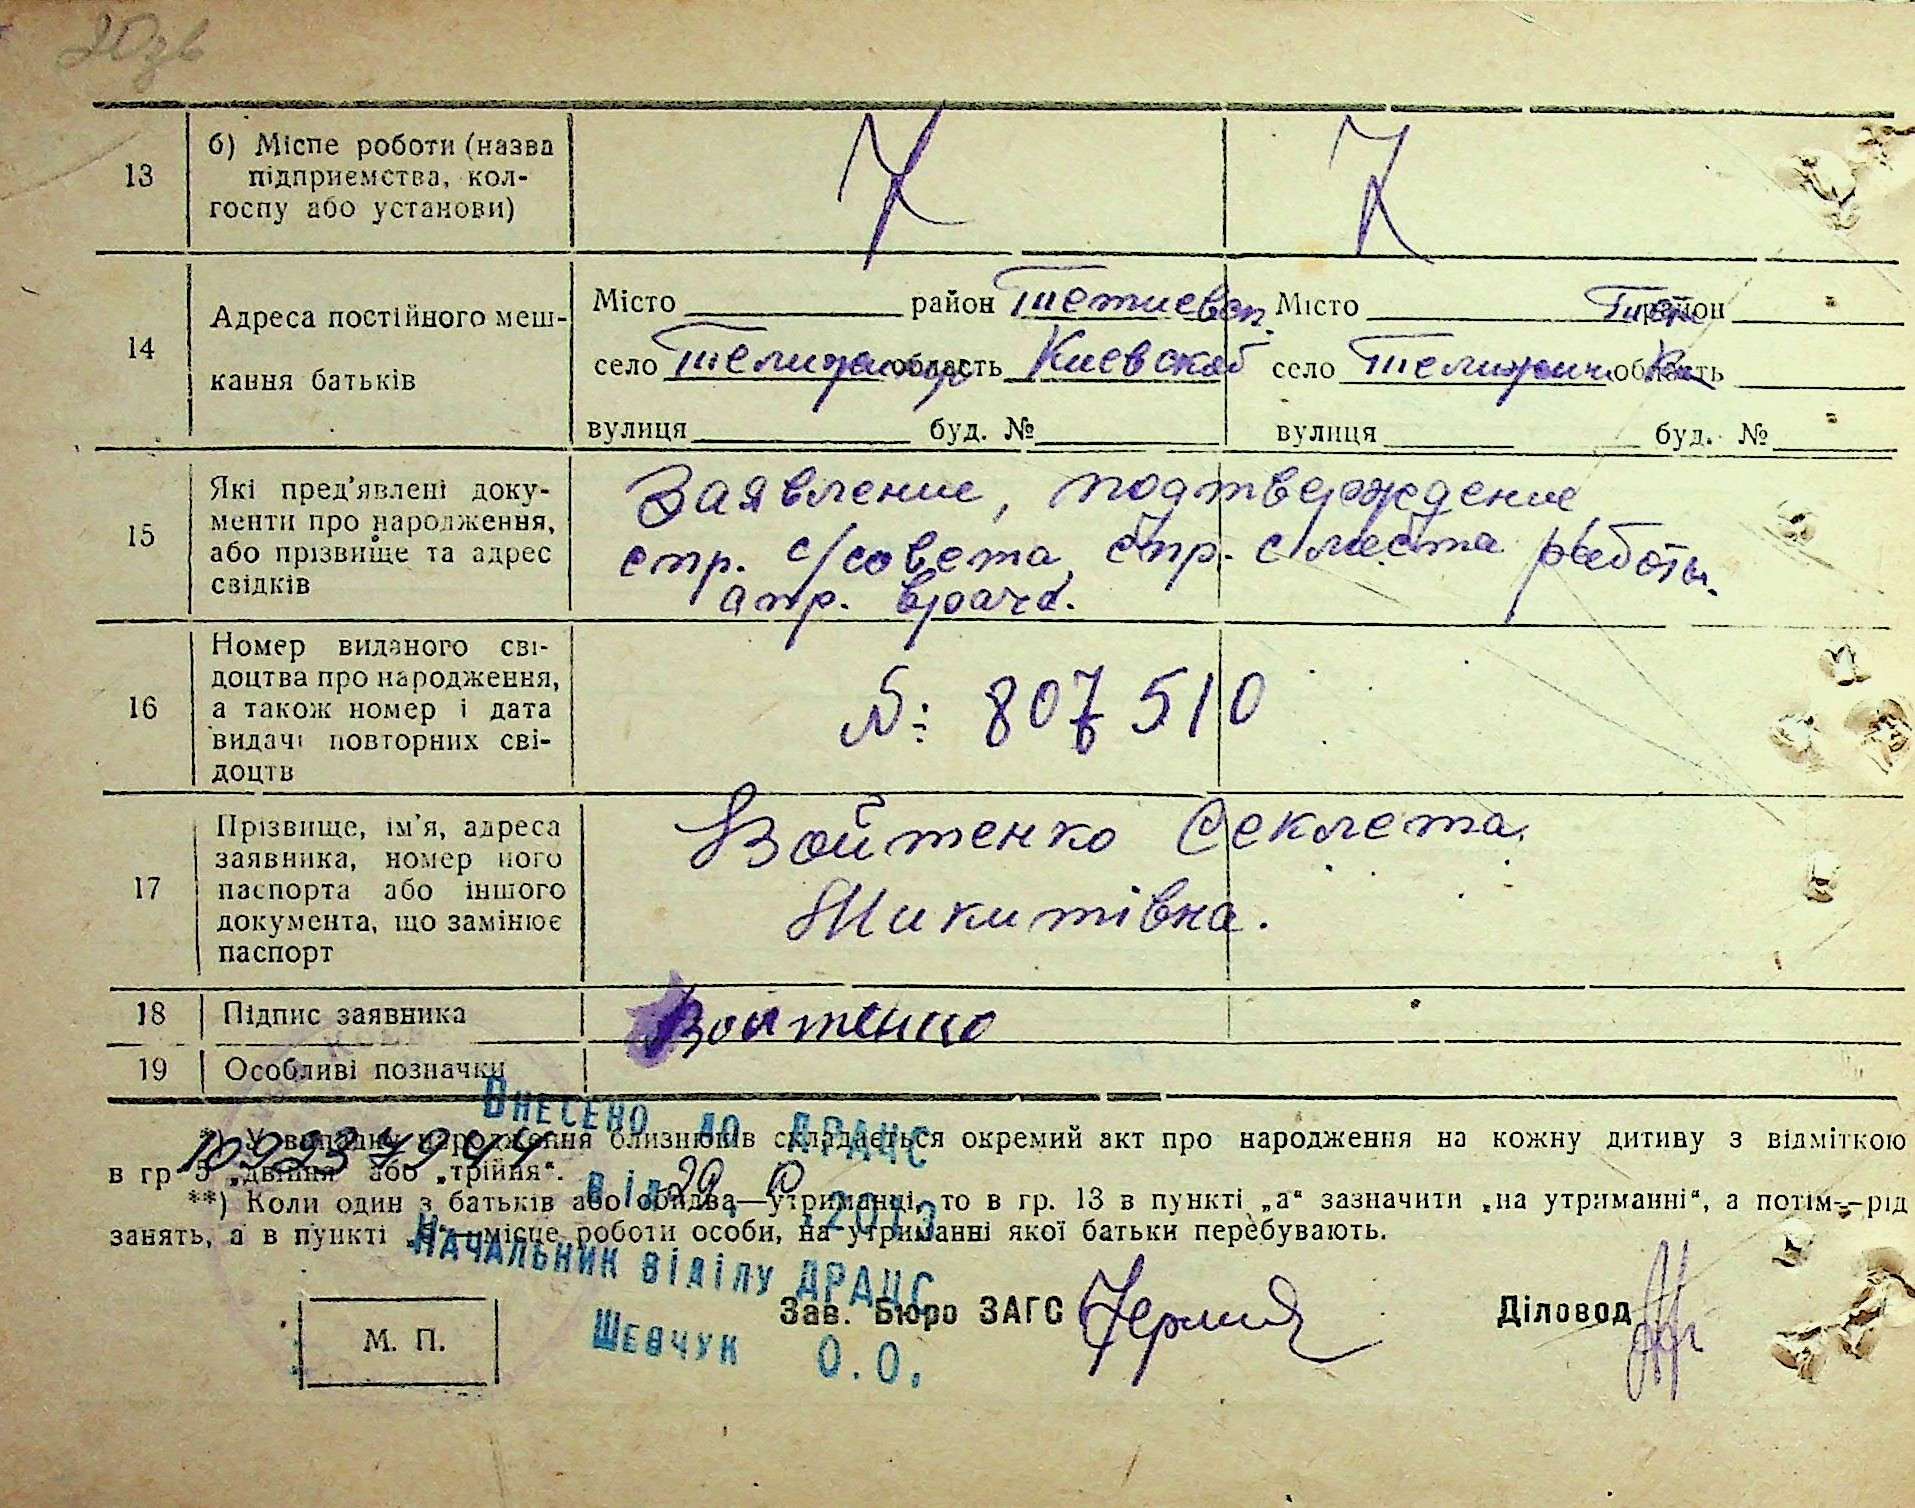 13
б) Місце роботи (назва
підприємства, кол-
госпу або установи)
14
Адреса постійного меш-
кання батьків
Місто район Тетиевск. Місто район
село Телижинцы область Киевской село Телижинц область Ки
вулиця буд. № вулиця буд. №
15
Які пред'явлені доку-
менти про народження,
або прізвище та адрес
свідків
Заявление, подтверждение
спр. с/совета, спр. с места работы
спр. врача.
16
Номер виданого сві-
доцтва про народження,
а також номер і дата
видачі повторних сві-
доцтв
№: 807510
17
Прізвище, ім'я, адреса
заявника, номер його
паспорта або іншого
документа, що замінює
паспорт
Войтенко Секлета
Микитівна.
18 Підпис заявника
Войтенко
19 Особливі позначки
Внесено до ДРАЦС
*) У випадку народження близнюків складається окремий акт про народження на кожну дитину з відміткою
в гр 5 „двійня" або „трійня".
**) Коли один з батьків або обидва—утриманці, то в гр. 13 в пункті „а" зазначити „на утриманні", а потім—рід
занять, а в пункті „б"—місце роботи особи, на утриманні якої батьки перебувають.
Від 2013
Начальник відділу ДРАЦС
Зав. Бюро ЗАГС
Діловод
М. П.
Шевчук О.О.